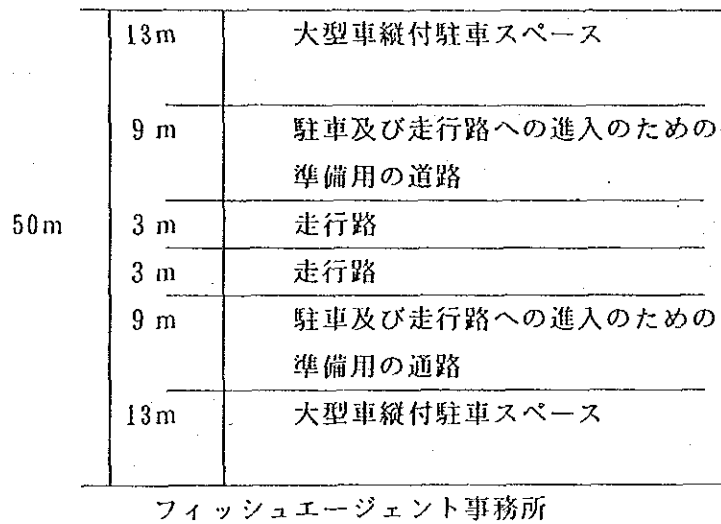 13m 大型車縦付駐車スペース
9 m 駐車及び走行路への進入のための
準備用の道路
50m 3 m 走行路
3 m 走行路
9 m 駐車及び走行路への進入のための
準備用の通路
13m 大型車縦付駐車スペース
フィッシュエージェント事務所